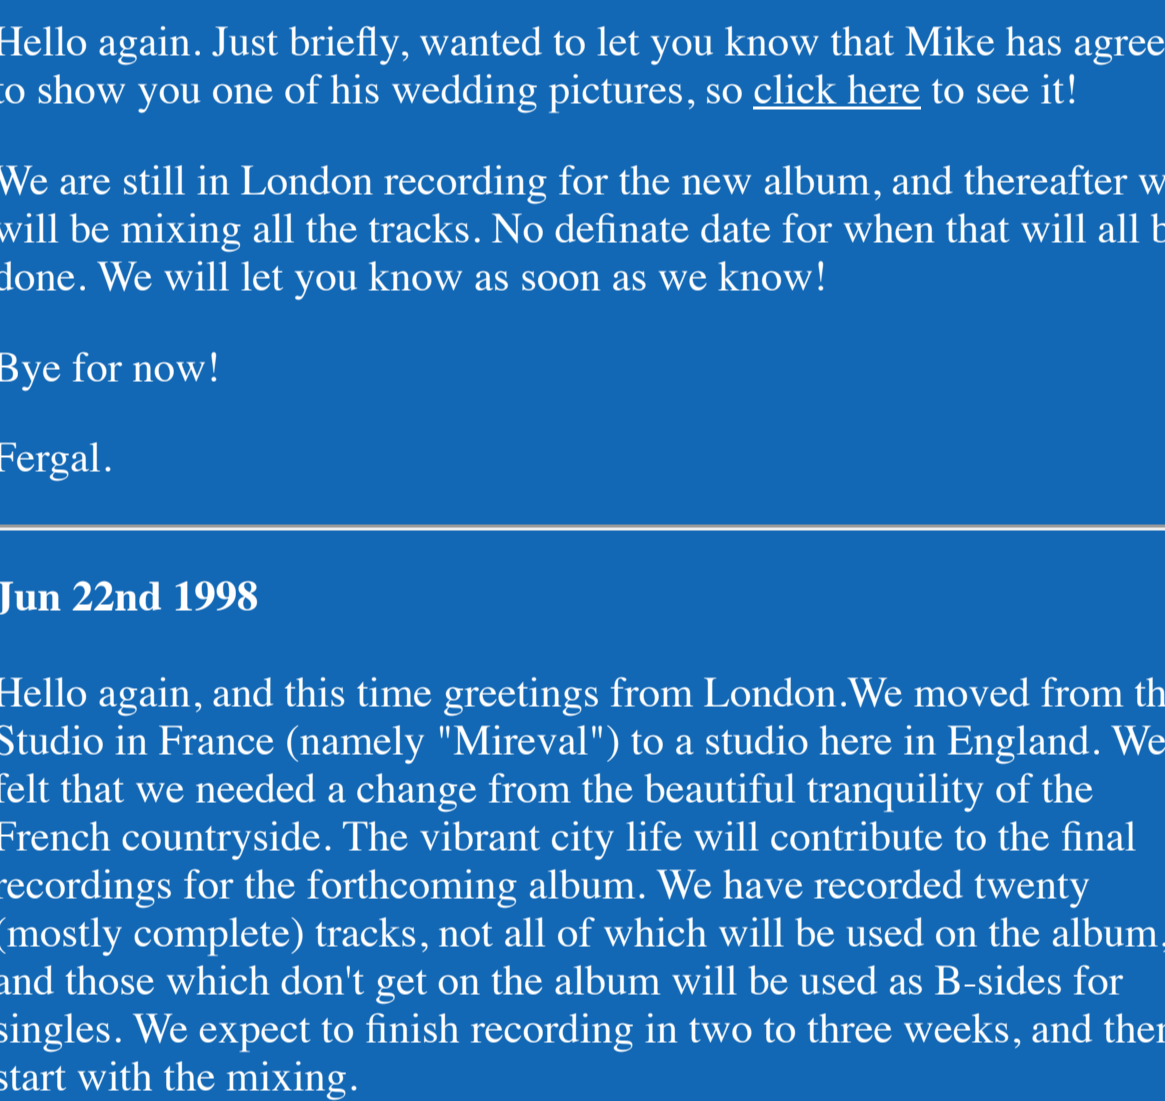 Hello again. Just briefly, wanted to let you know that Mike has agree
to show you one of his wedding pictures, so click here to see it!
We are still in London recording for the new album, and thereafter w
will be mixing all the tracks. No definate date for when that will all b
done. We will let you know as soon as we know!
Bye for now!
Fergal.
Jun 22nd 1998
Hello again, and this time greetings from London.We moved from th
Studio in France (namely "Mireval") to a studio here in England. We
felt that we needed a change from the beautiful tranquility of the
French countryside. The vibrant city life will contribute to the final
recordings for the forthcoming album. We have recorded twenty
(mostly complete) tracks, not all of which will be used on the album,
and those which don't get on the album will be used as B-sides for
singles. We expect to finish recording in two to three weeks, and then
start with the mixing.